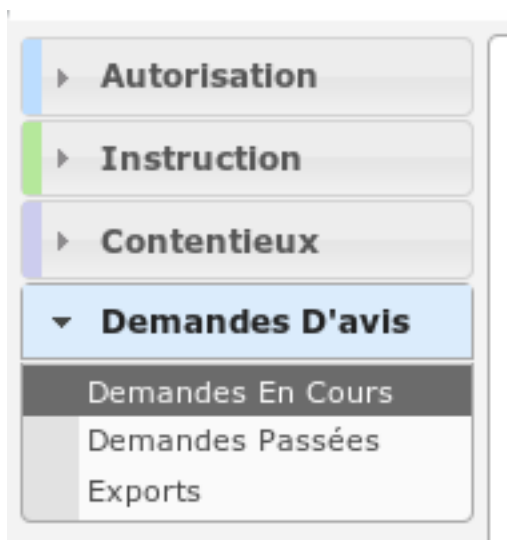 Autorisation
Instruction
Contentieux
Demandes D'avis
Demandes En Cours
Demandes Passées
Exports